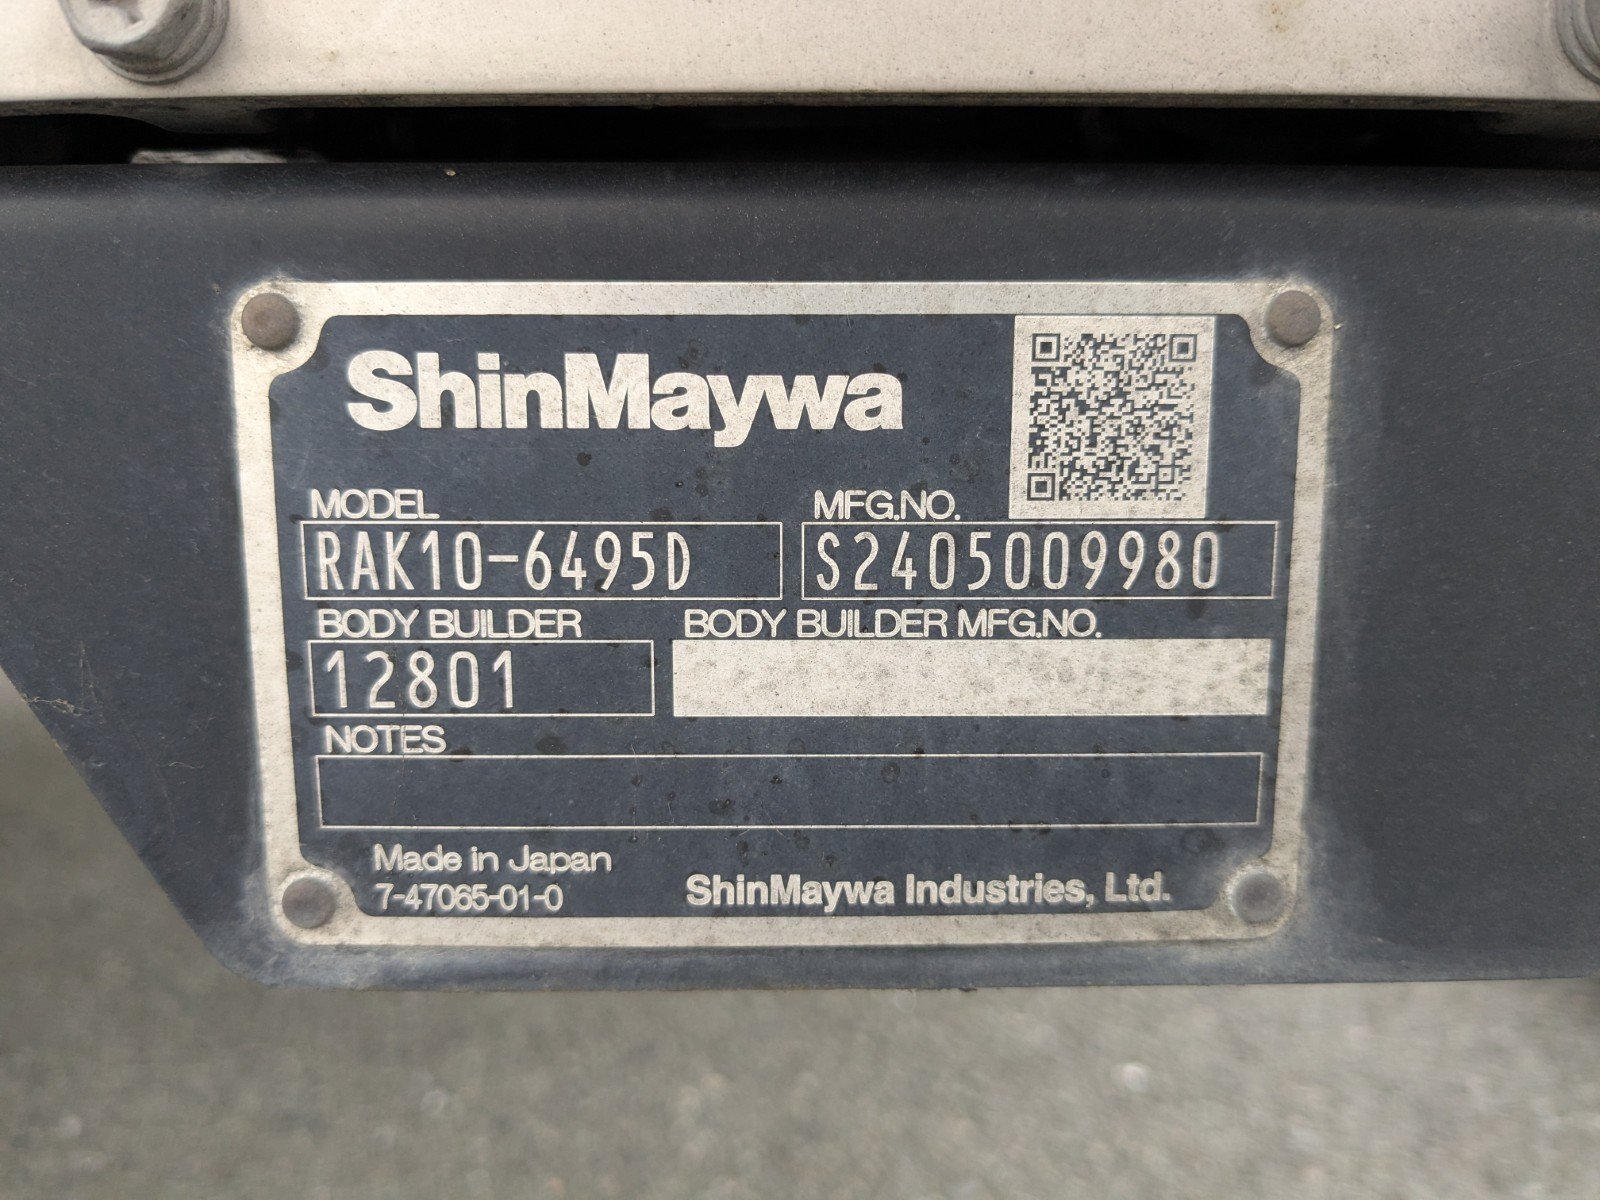 ShinMaywa
MODEL MFG.NO.
RAK10-6495D S2405009980
BODY BUILDER BODY BUILDER MFG.NO.
12801
NOTES
Made in Japan
7-47065-01-0 ShinMaywa Industries, Ltd.